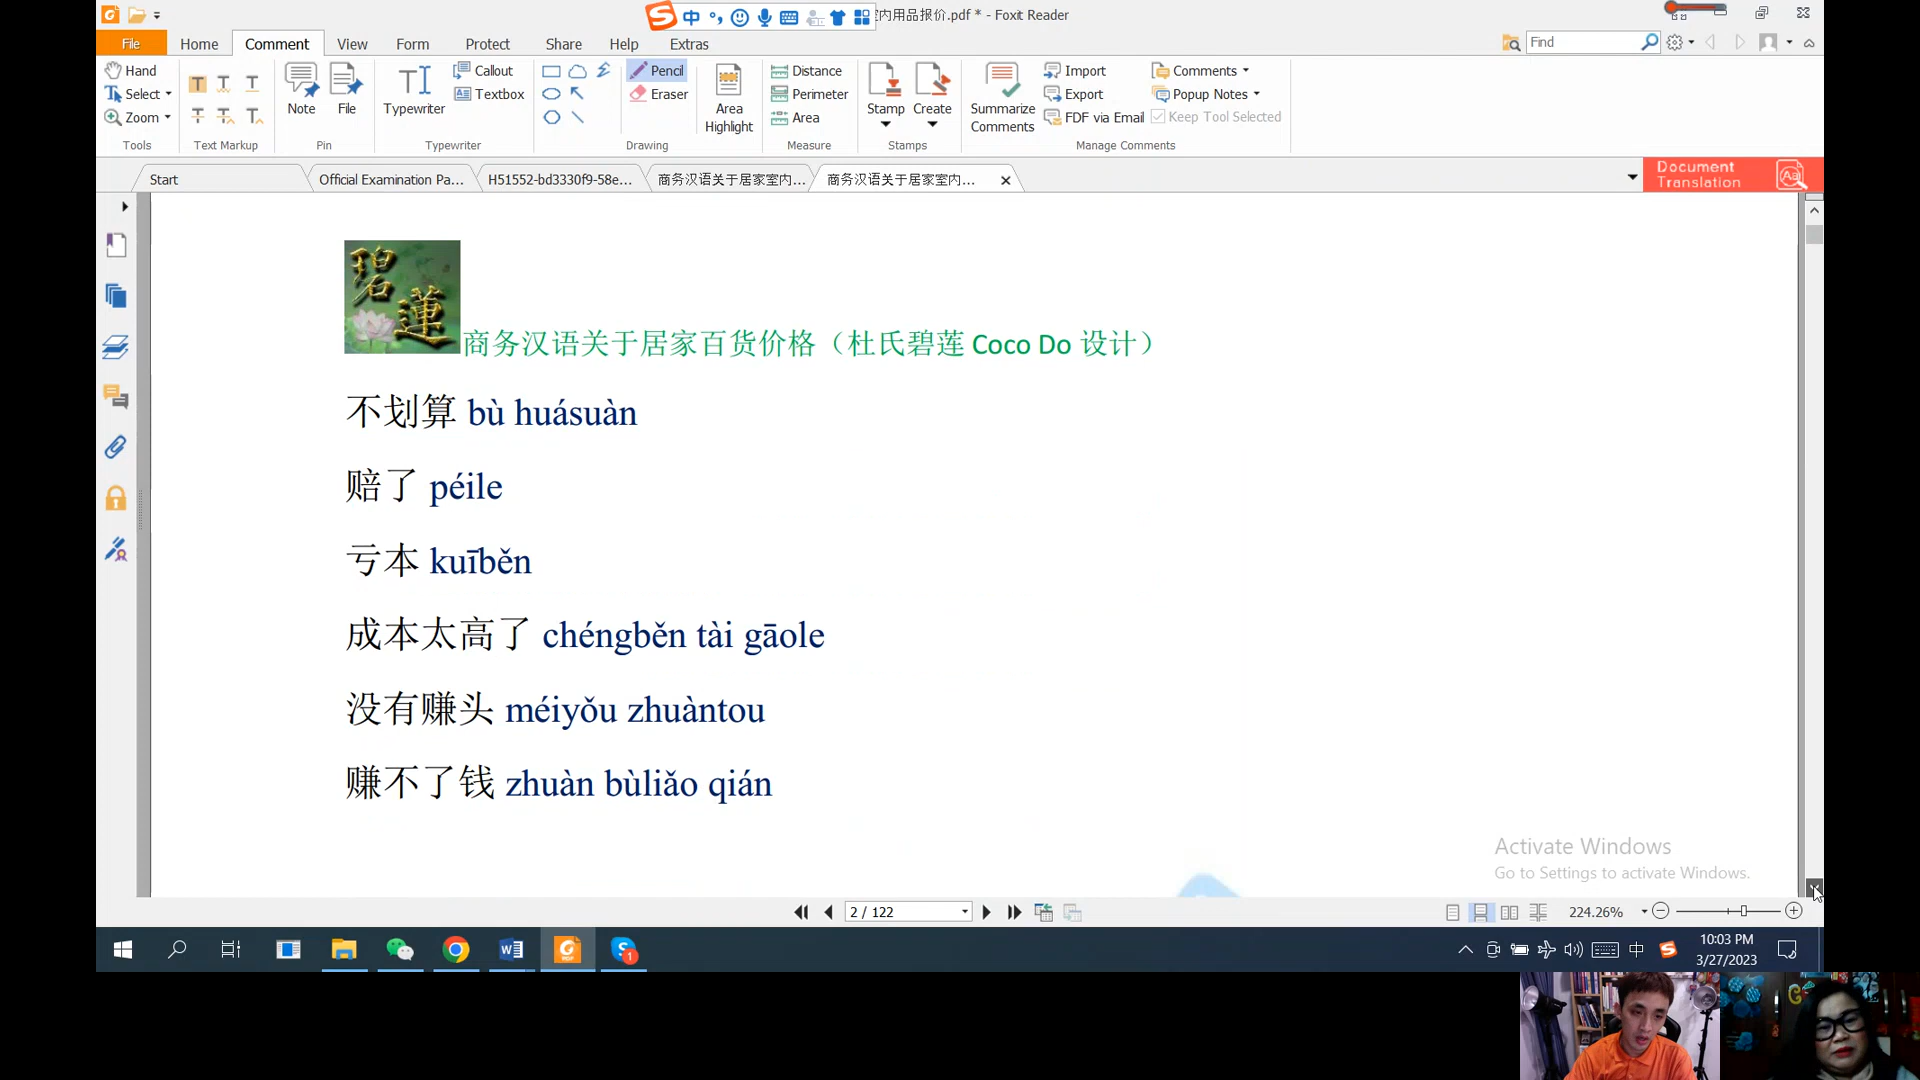 室内用品报价.pdf * - Foxit Reader
中
File Home Comment View Form Protect Share Help Extras
Find
Hand
Select
Zoom
Tools
Text Markup
Note
File
Pin
Typewriter
Callout
Textbox
Typewriter
Pencil
Eraser
Drawing
Area Highlight
Distance
Perimeter
Area
Measure
Stamp
Create
Stamps
Summarize Comments
Import
Export
FDF via Email
Comments
Popup Notes
Keep Tool Selected
Manage Comments
Start
Official Examination Pa...
H51552-bd3330f9-58e...
商务汉语关于居家室内...
商务汉语关于居家室内...
Document Translation
碧蓮
商务汉语关于居家百货价格（杜氏碧莲 Coco Do 设计）
不划算 bù huásuàn
赔了 péile
亏本 kuīběn
成本太高了 chéngběn tài gāole
没有赚头 méiyǒu zhuàntou
赚不了钱 zhuàn bùliǎo qián
Activate Windows
Go to Settings to activate Windows.
2 / 122
224.26%
中
10:03 PM
3/27/2023